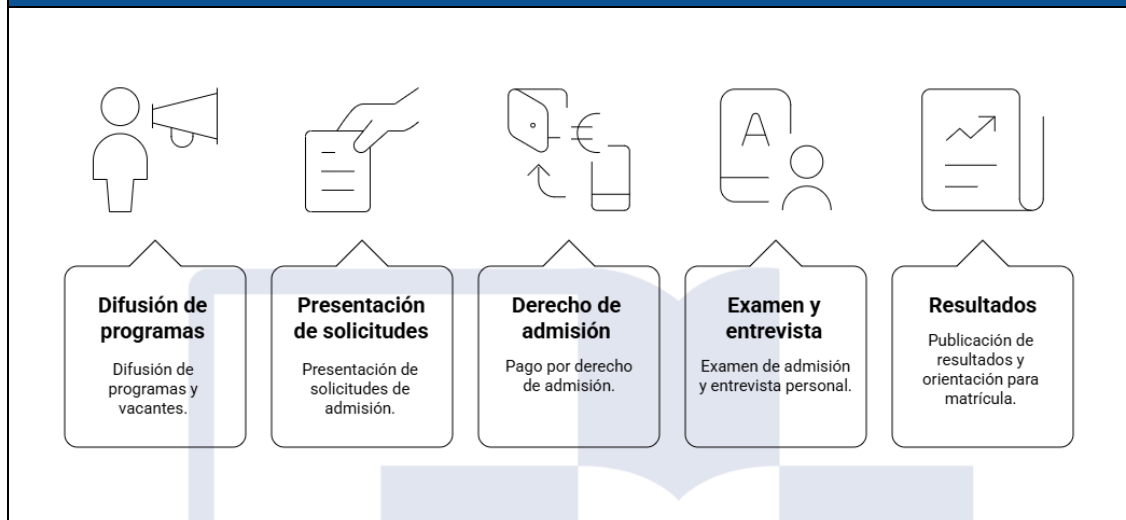 Difusión de
programas
Difusión de
programas y
vacantes.
Presentación
de solicitudes
Presentación de
solicitudes de
admisión.
Derecho de
admisión
Pago por derecho
de admisión.
Examen y
entrevista
Examen de admisión
y entrevista personal.
Resultados
Publicación de
resultados y
orientación para
matrícula.